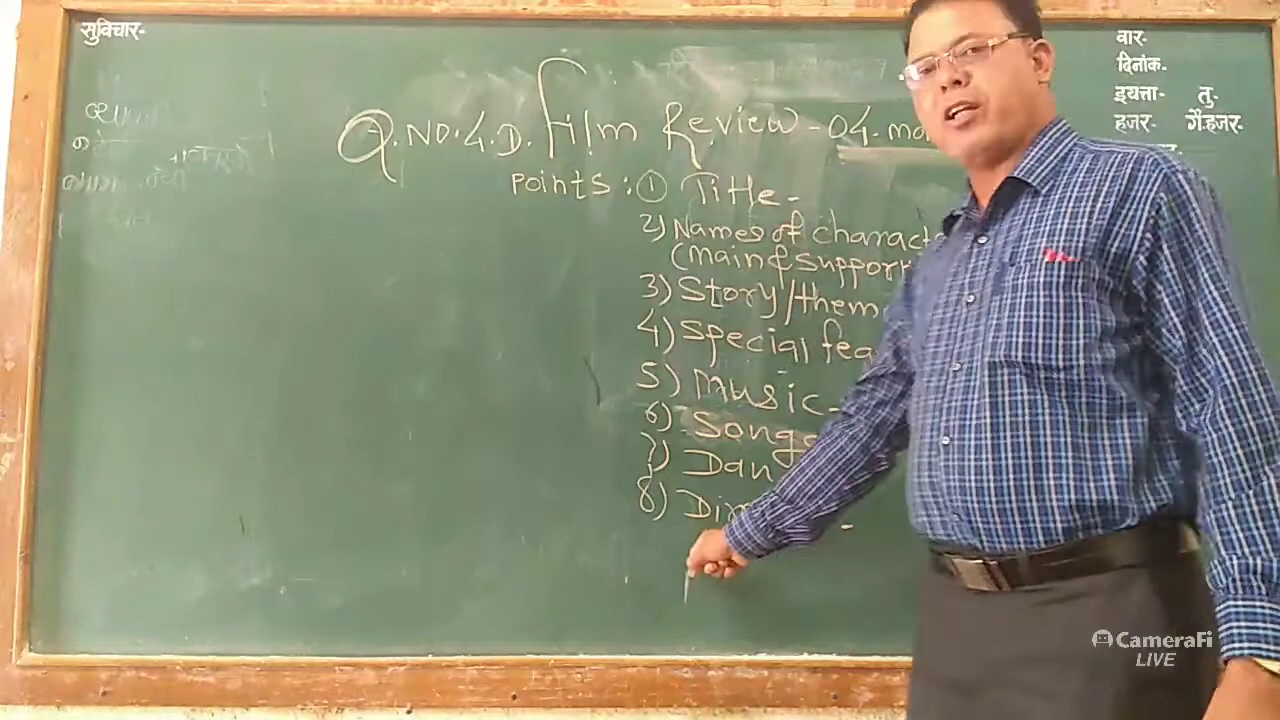 सुविचार-
वार-
दिनांक.
इयत्ता- तु-
हजर- गैहजर.
Q.NO.4.D. Film Review - 04. ma
Points : ① Title -
2) Names of charact
(main & support
3) Story/them
4) Special fea
5) Music-
6) Songs
7) Dan
8) Dir
CameraFi
LIVE